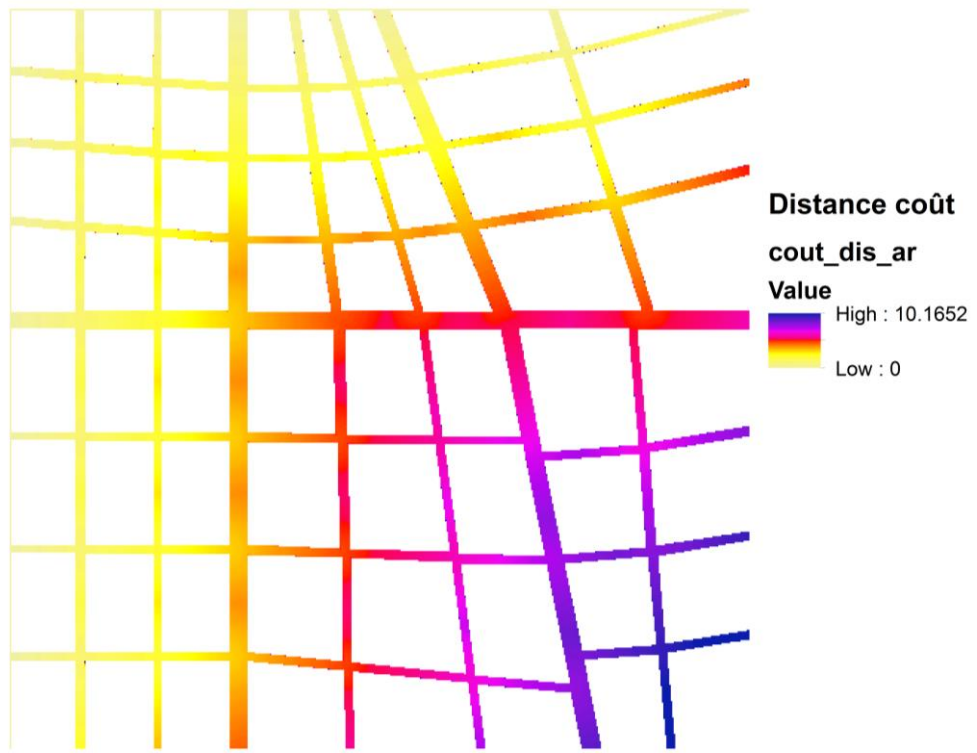 Distance coût
cout_dis_ar
Value
High : 10.1652
Low : 0